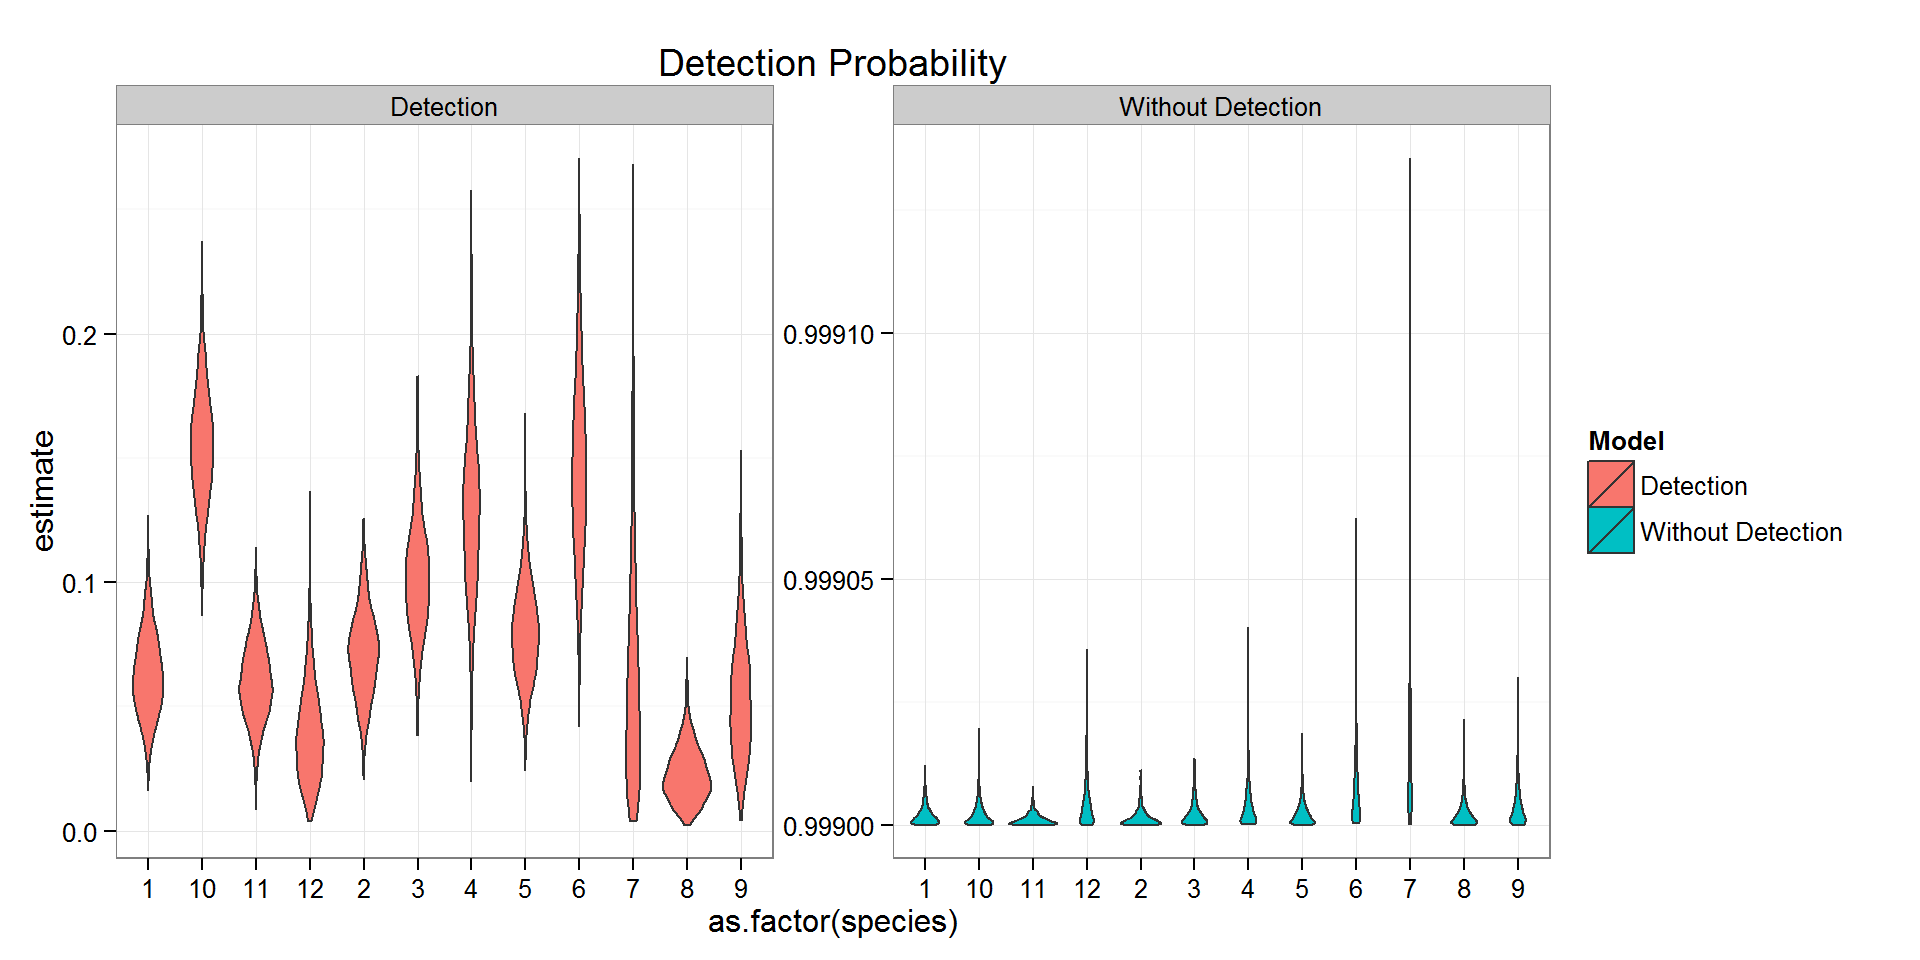 Detection Probability
Detection
Without Detection
estimate
0.2
0.1
0.0
0.99910
0.99905
0.99900
1 10 11 12 2 3 4 5 6 7 8 9
1 10 11 12 2 3 4 5 6 7 8 9
as.factor(species)
Model
Detection
Without Detection